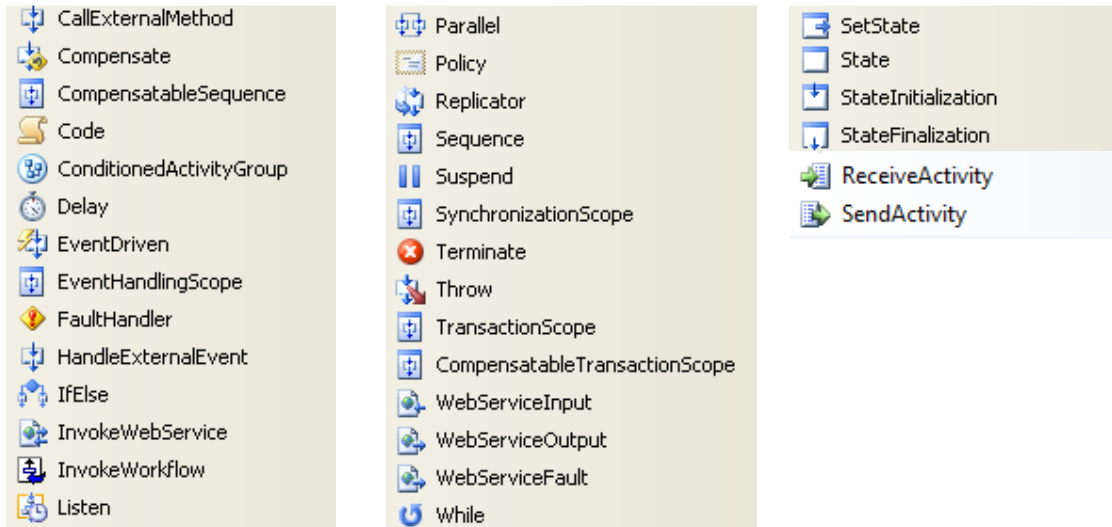 CallExternalMethod
Compensate
CompensatableSequence
Code
ConditionedActivityGroup
Delay
EventDriven
EventHandlingScope
FaultHandler
HandleExternalEvent
IfElse
InvokeWebService
InvokeWorkflow
Listen
Parallel
Policy
Replicator
Sequence
Suspend
SynchronizationScope
Terminate
Throw
TransactionScope
CompensatableTransactionScope
WebServiceInput
WebServiceOutput
WebServiceFault
While
SetState
State
StateInitialization
StateFinalization
ReceiveActivity
SendActivity